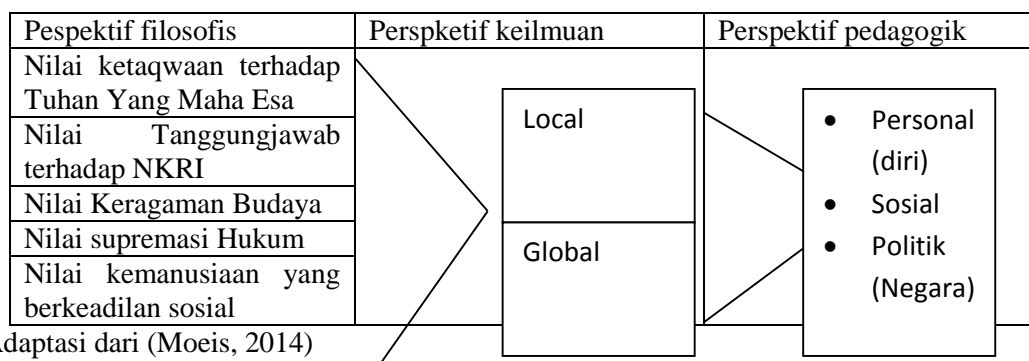 Pespektif filosofis
Perspketif keilmuan
Perspektif pedagogik
Nilai ketaqwaan terhadap
Tuhan Yang Maha Esa
Nilai Tanggungjawab
terhadap NKRI
Nilai Keragaman Budaya
Nilai supremasi Hukum
Nilai kemanusiaan yang
berkeadilan sosial
Local
Global
• Personal
(diri)
• Sosial
• Politik
(Negara)
daptasi dari (Moeis, 2014)